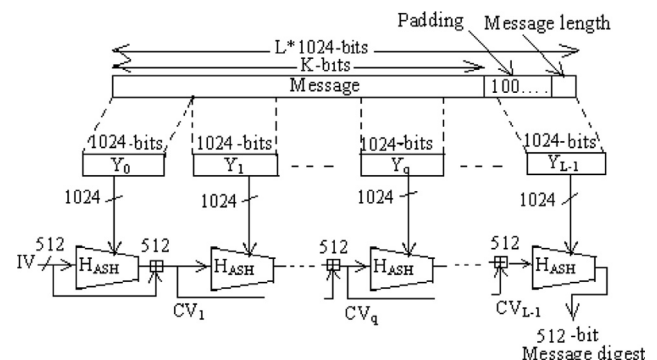 Padding
Message length
L*1024-bits
K-bits
Message
100....
1024-bits 1024-bits 1024-bits 1024-bits
Y0 Y1 Yq YL-1
1024 1024 1024 1024
512 512 512 512
IV HASH HASH HASH HASH
CV1 CVq CVL-1
512-bit
Message digest